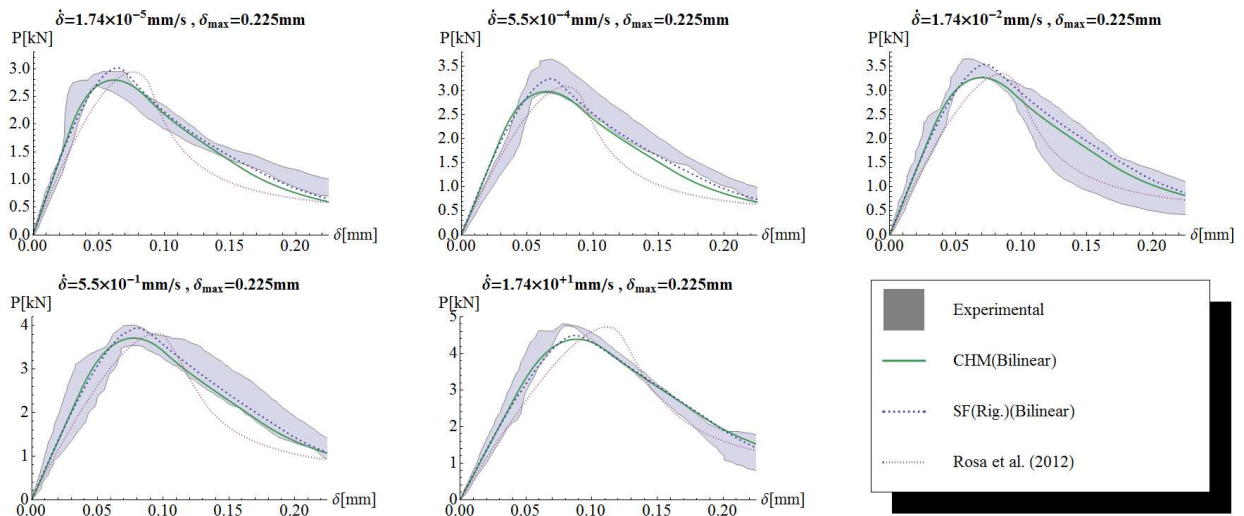 δ̇=1.74×10⁻⁵mm/s , δmax=0.225mm
P[kN]
3.0
2.5
2.0
1.5
1.0
0.5
0.0
0.00 0.05 0.10 0.15 0.20 δ[mm]
δ̇=5.5×10⁻⁴mm/s , δmax=0.225mm
P[kN]
3.5
3.0
2.5
2.0
1.5
1.0
0.5
0.0
0.00 0.05 0.10 0.15 0.20 δ[mm]
δ̇=1.74×10⁻²mm/s , δmax=0.225mm
P[kN]
3.5
3.0
2.5
2.0
1.5
1.0
0.5
0.0
0.00 0.05 0.10 0.15 0.20 δ[mm]
δ̇=5.5×10⁻¹mm/s , δmax=0.225mm
P[kN]
4
3
2
1
0
0.00 0.05 0.10 0.15 0.20 δ[mm]
δ̇=1.74×10⁺¹mm/s , δmax=0.225mm
P[kN]
5
4
3
2
1
0
0.00 0.05 0.10 0.15 0.20 δ[mm]
Experimental
CHM(Bilinear)
SF(Rig.)(Bilinear)
Rosa et al. (2012)